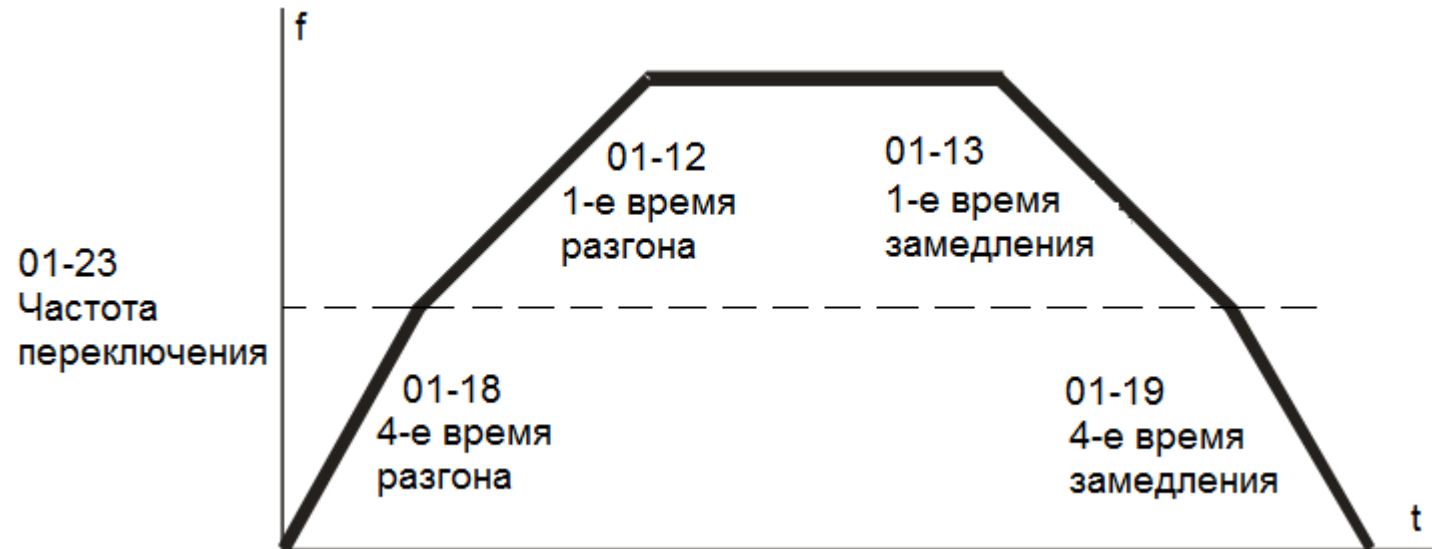 f
01-12
1-е время
разгона
01-13
1-е время
замедления
01-23
Частота
переключения
01-18
4-е время
разгона
01-19
4-е время
замедления
t